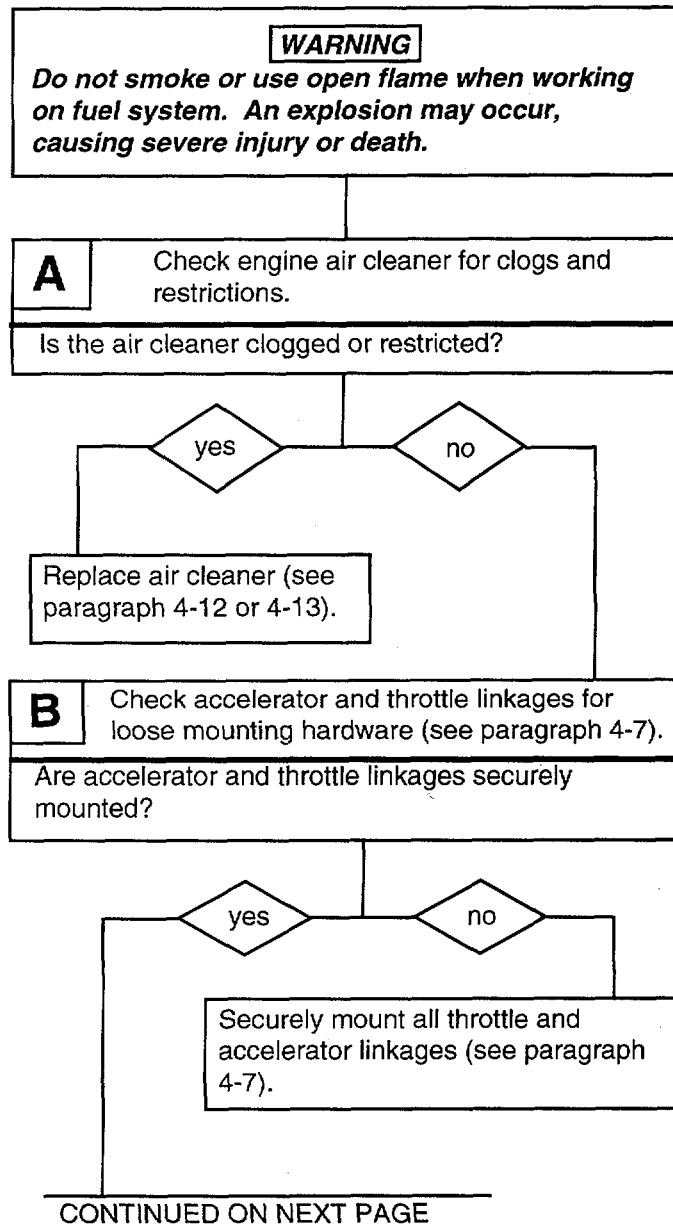 WARNING
Do not smoke or use open flame when working
on fuel system. An explosion may occur,
causing severe injury or death.
A
Check engine air cleaner for clogs and
restrictions.
Is the air cleaner clogged or restricted?
yes
no
Replace air cleaner (see
paragraph 4-12 or 4-13).
B
Check accelerator and throttle linkages for
loose mounting hardware (see paragraph 4-7).
Are accelerator and throttle linkages securely
mounted?
yes
no
Securely mount all throttle and
accelerator linkages (see paragraph
4-7).
CONTINUED ON NEXT PAGE